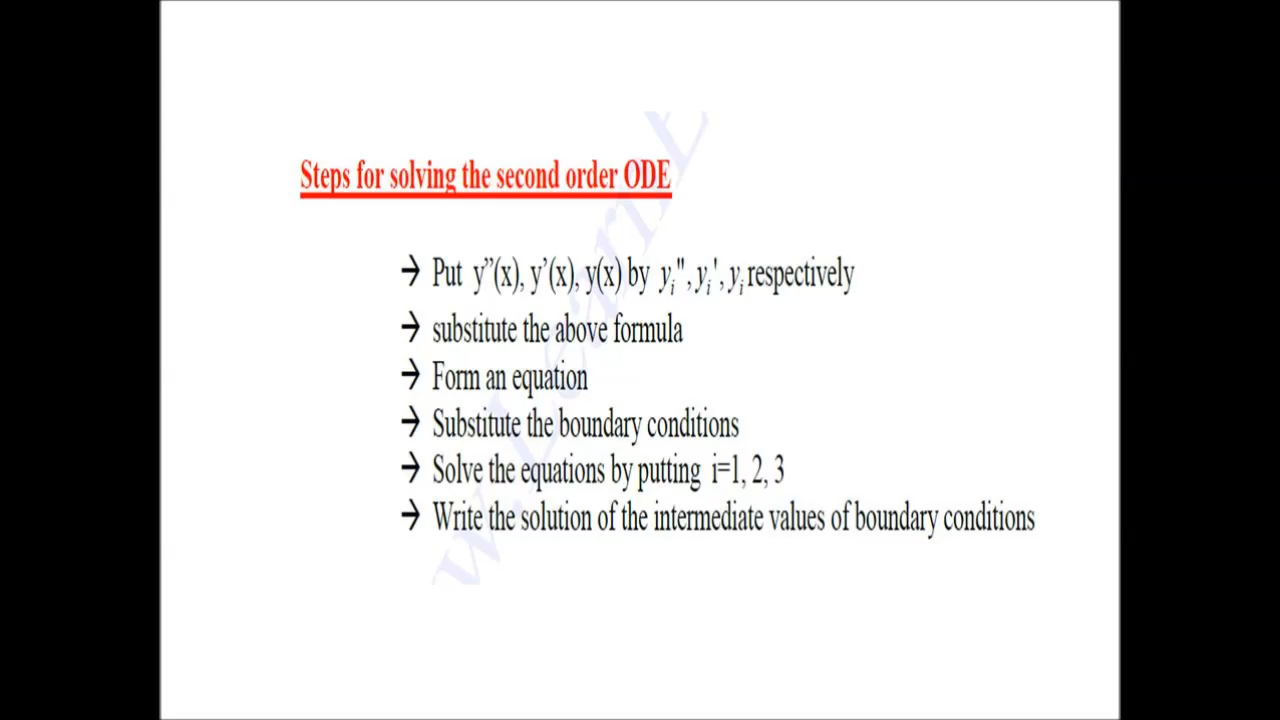 Steps for solving the second order ODE
→ Put y”(x), y’(x), y(x) by yᵢ", yᵢ', yᵢ respectively
→ substitute the above formula
→ Form an equation
→ Substitute the boundary conditions
→ Solve the equations by putting i=1, 2, 3
→ Write the solution of the intermediate values of boundary conditions